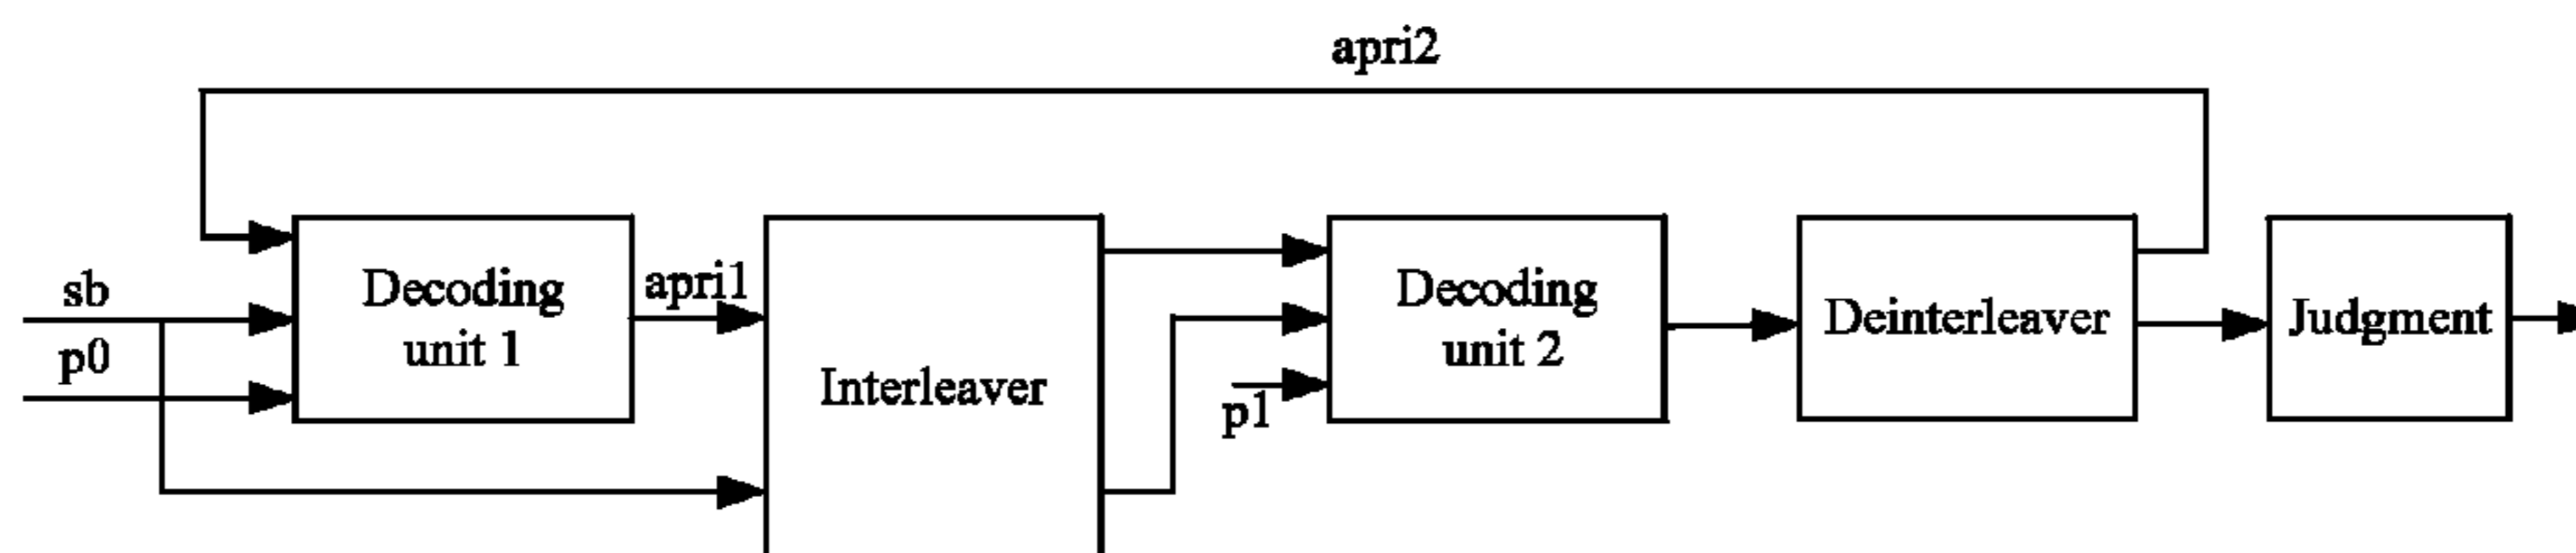 apri2
sb
p0
Decoding
unit 1
apri1
Interleaver
p1
Decoding
unit 2
Deinterleaver
Judgment